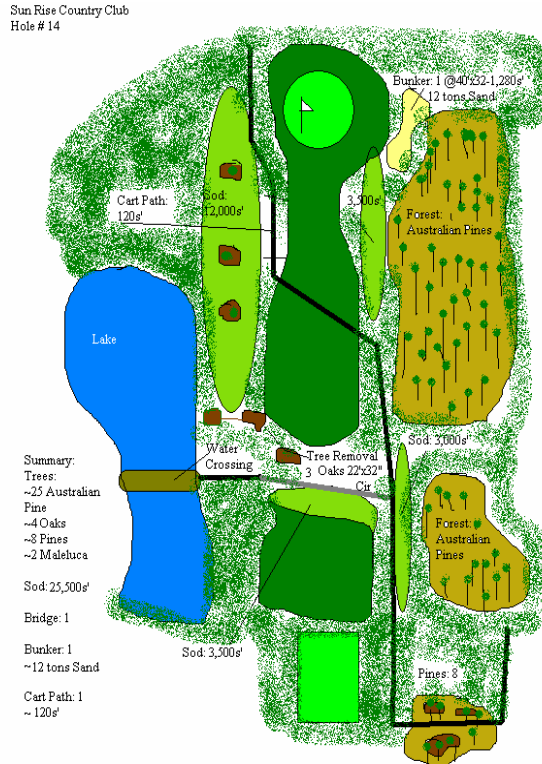 Sun Rise Country Club
Hole # 14
Bunker: 1 @40'x32-1,280s'
12 tons Sand
Cart Path:
120s'
Sod:
12,000s'
3,500s'
Forest:
Australian Pines
Lake
Sod: 3,000s'
Water
Crossing
Tree Removal
3 Oaks 22'x32"
Cir
Summary:
Trees:
~25 Australian
Pine
~4 Oaks
~8 Pines
~2 Maleluca
Sod: 25,500s'
Bridge: 1
Bunker: 1
~12 tons Sand
Cart Path: 1
~ 120s'
Forest:
Australian
Pines
Sod: 3,500s'
Pines: 8